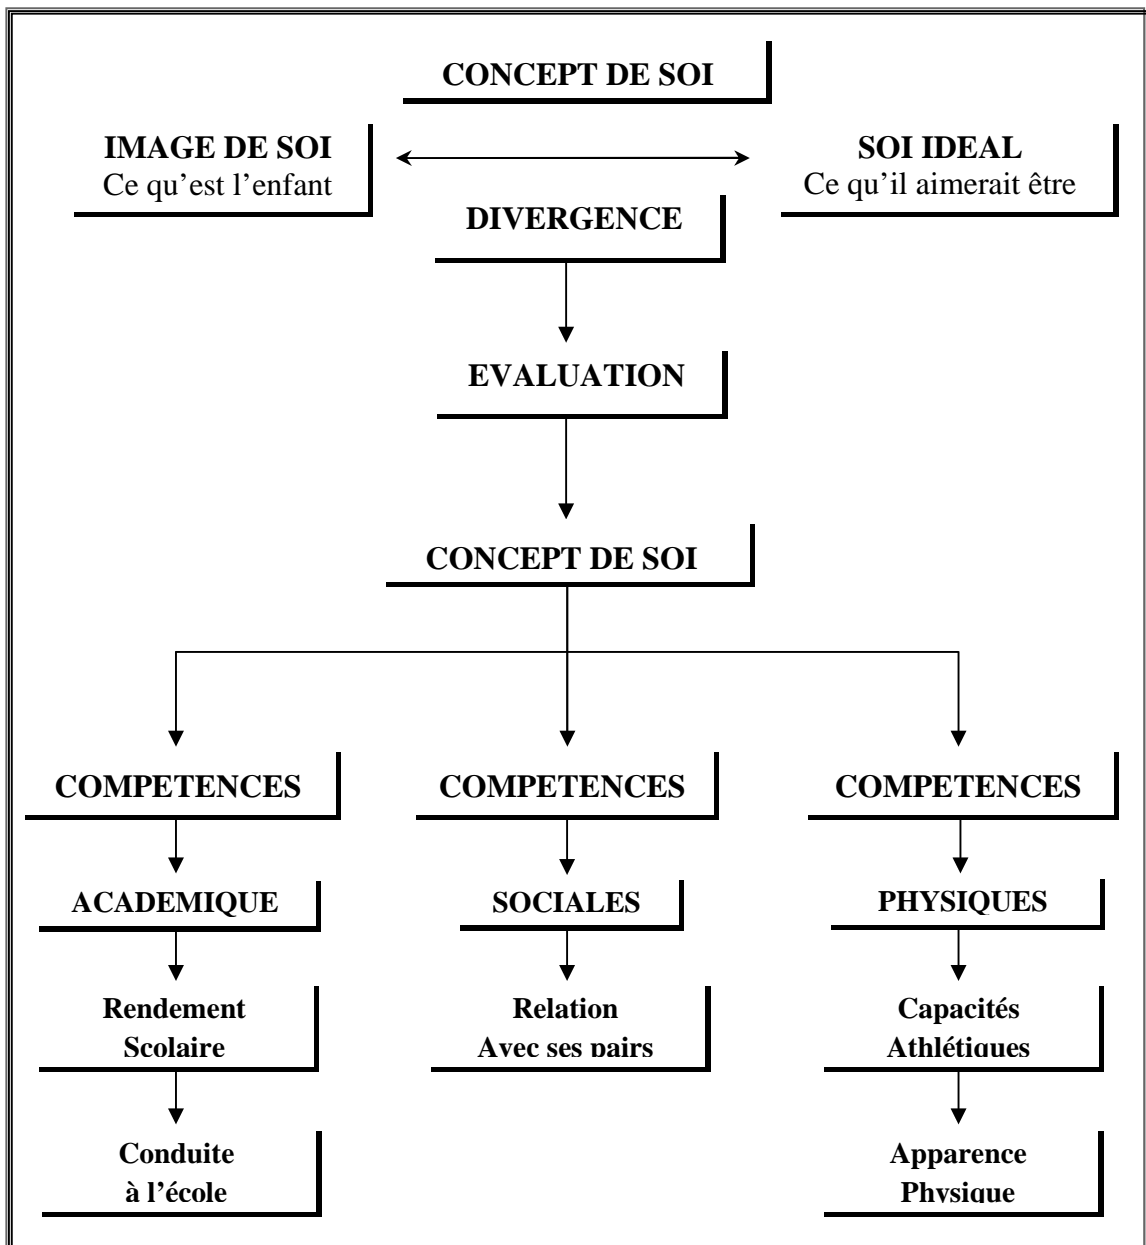 CONCEPT DE SOI
IMAGE DE SOI
Ce qu'est l'enfant
SOI IDEAL
Ce qu'il aimerait être
DIVERGENCE
EVALUATION
CONCEPT DE SOI
COMPETENCES
COMPETENCES
COMPETENCES
ACADEMIQUE
SOCIALES
PHYSIQUES
Rendement
Scolaire
Relation
Avec ses pairs
Capacités
Athlétiques
Conduite
à l'école
Apparence
Physique